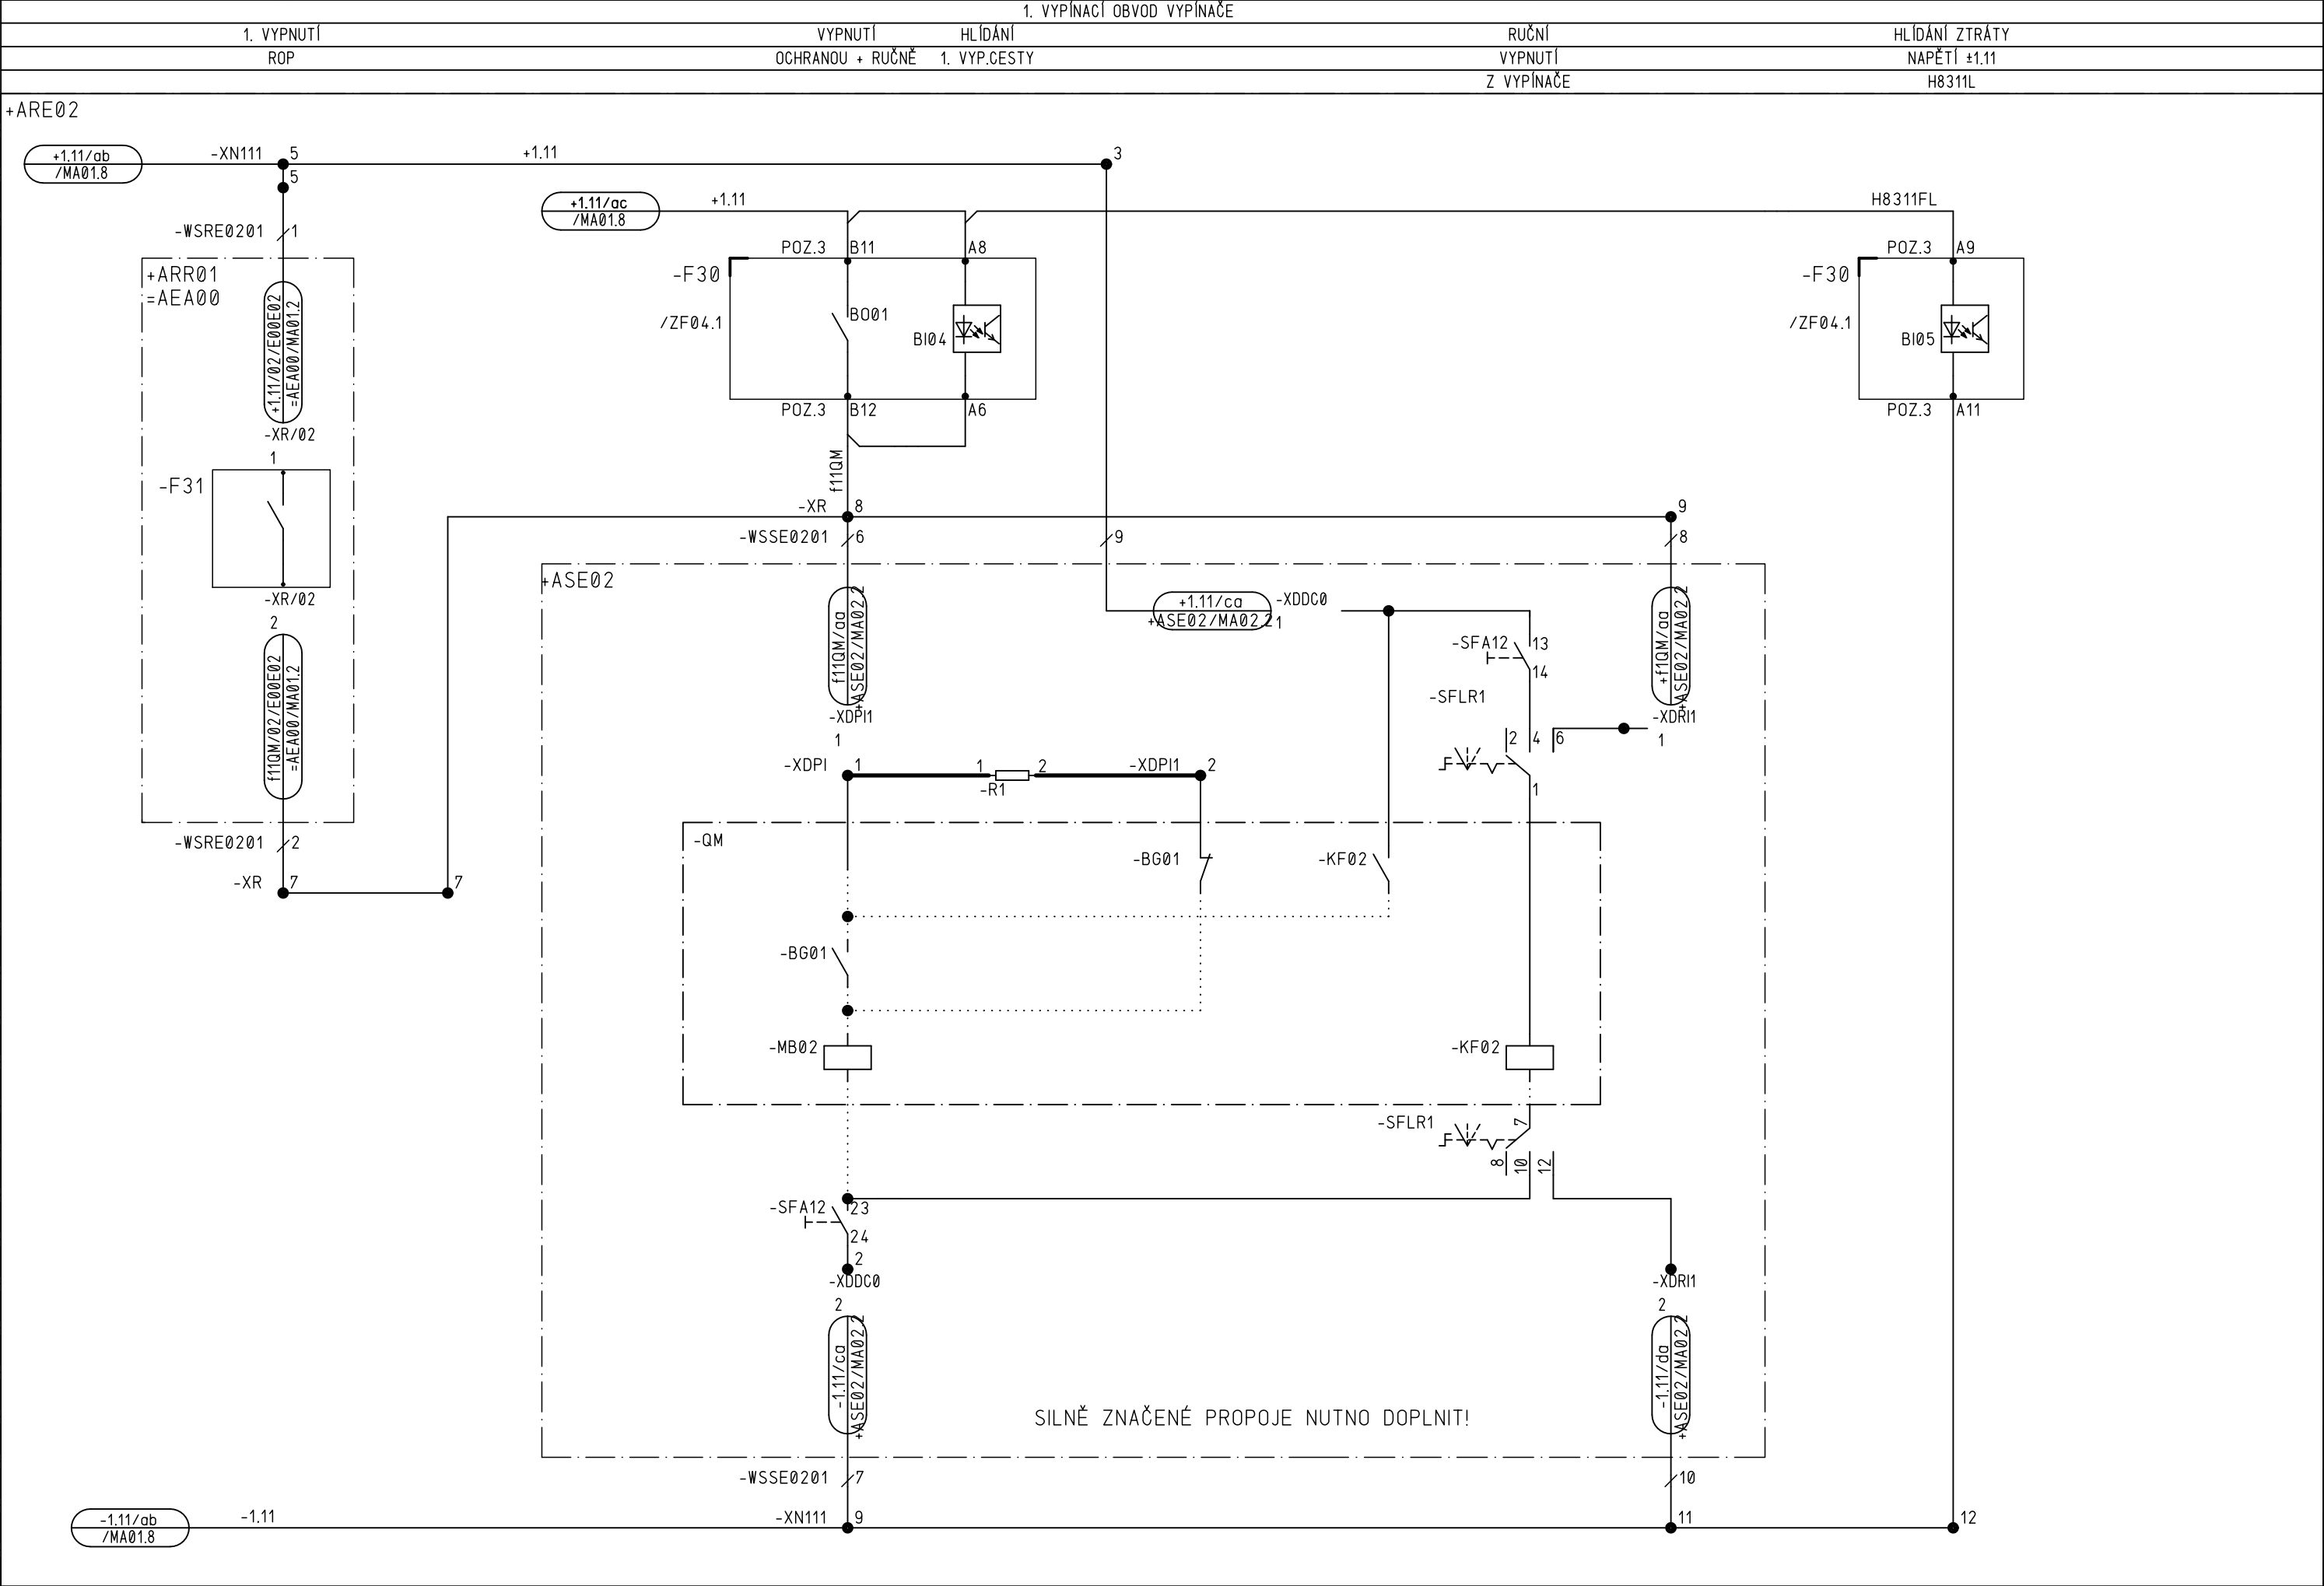 1. VYPÍNACÍ OBVOD VYPÍNAČE
1. VYPNUTÍ
VYPNUTÍ
HLÍDÁNÍ
RUČNÍ
HLÍDÁNÍ ZTRÁTY
ROP
OCHRANOU + RUČNĚ
1. VYP.CESTY
VYPNUTÍ
NAPĚTÍ ±1.11
Z VYPÍNAČE
H8311L
+ARE02
+1.11/ab
/MA01.8
-XN111
5
5
+1.11
3
+1.11/ac
/MA01.8
+1.11
H8311FL
-WSRE0201
1
POZ.3
B11
A8
POZ.3
A9
+ARR01
=AEA00
-F30
-F30
+1.11/02/E00E02
=AEA00/MA01.2
/ZF04.1
BO01
BI04
/ZF04.1
BI05
POZ.3
B12
A6
POZ.3
A11
-XR/02
1
-F31
f11QM
-XR
8
9
-WSSE0201
6
9
8
+ASE02
-XR/02
2
f11QM/aa
+ASE02/MA02.2
+1.11/ca
+ASE02/MA02.2
-XDDC0
1
+f1QM/aa
+ASE02/MA02.2
-SFA12
13
14
f11QM/02/E00E02
=AEA00/MA01.2
-SFLR1
-XDPI1
1
2
4
6
-XDRI1
1
-XDPI
1
1
2
-R1
-XDPI1
2
1
-WSRE0201
2
-QM
-BG01
-KF02
-XR
7
7
-BG01
-MB02
-KF02
-SFLR1
7
8
10
12
-SFA12
23
24
2
-XDDC0
2
-XDRI1
2
-1.11/ca
+ASE02/MA02.2
-1.11/da
+ASE02/MA02.2
SILNĚ ZNAČENÉ PROPOJE NUTNO DOPLNIT!
-WSSE0201
7
10
-1.11/ab
/MA01.8
-1.11
-XN111
9
11
12